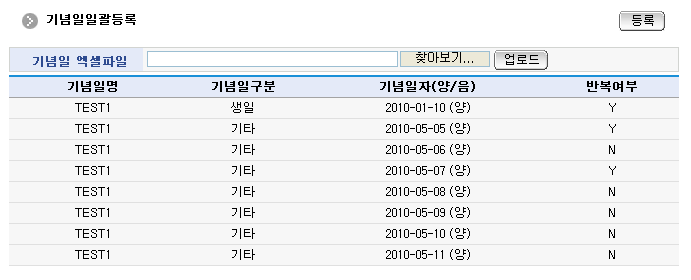 기념일일괄등록 등록
기념일 엑셀파일 찾아보기... 업로드
기념일명 기념일구분 기념일자(양/음) 반복여부
TEST1 생일 2010-01-10 (양) Y
TEST1 기타 2010-05-05 (양) Y
TEST1 기타 2010-05-06 (양) N
TEST1 기타 2010-05-07 (양) Y
TEST1 기타 2010-05-08 (양) N
TEST1 기타 2010-05-09 (양) N
TEST1 기타 2010-05-10 (양) N
TEST1 기타 2010-05-11 (양) N